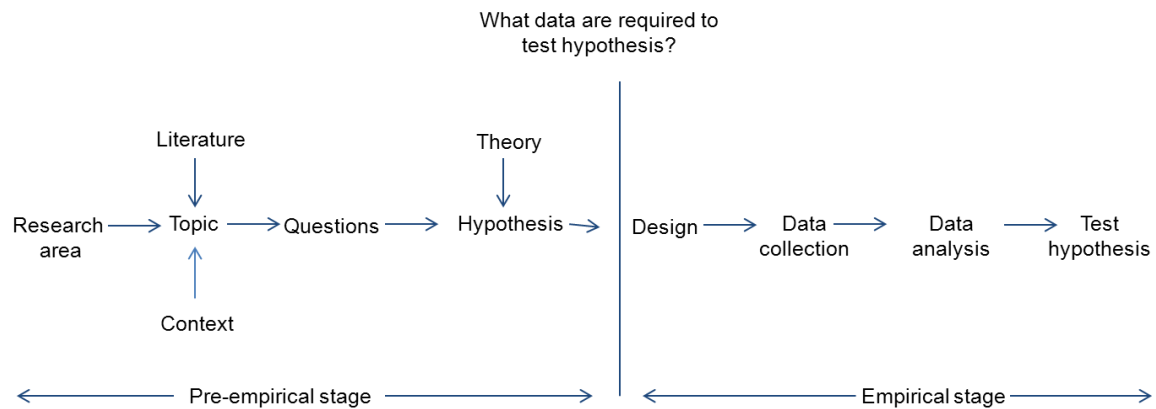 What data are required to
test hypothesis?
Literature
Theory
Research
area
Topic
Questions
Hypothesis
Design
Data
collection
Data
analysis
Test
hypothesis
Context
Pre-empirical stage
Empirical stage